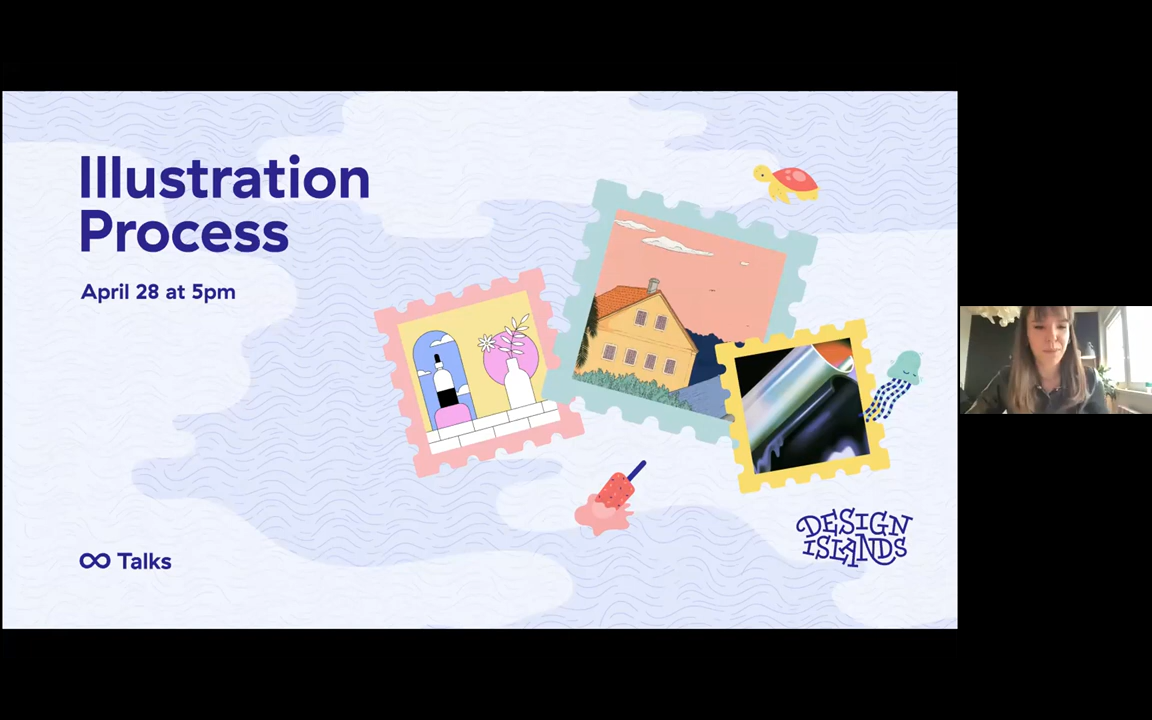 Illustration
Process
April 28 at 5pm
Talks
DESIGN
ISLANDS